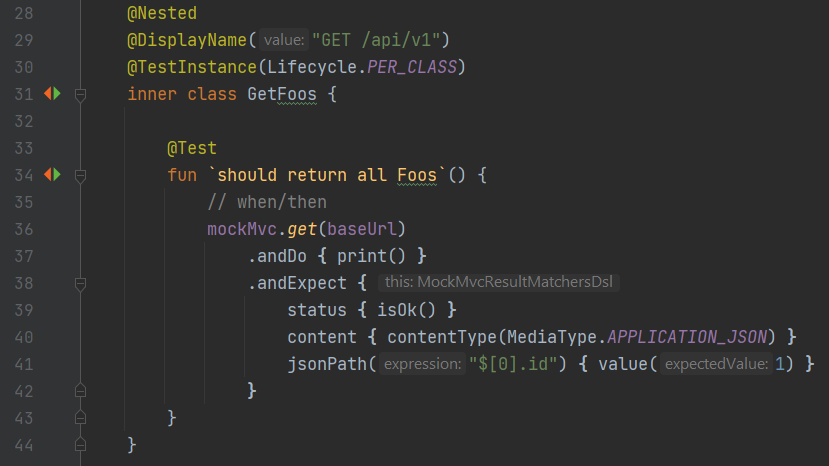 28 @Nested
29 @DisplayName( value: "GET /api/v1")
30 @TestInstance(Lifecycle.PER_CLASS)
31 inner class GetFoos {
32
33 @Test
34 fun `should return all Foos`() {
35 // when/then
36 mockMvc.get(baseUrl)
37 .andDo { print() }
38 .andExpect { this: MockMvcResultMatchersDsl
39 status { isOk() }
40 content { contentType(MediaType.APPLICATION_JSON) }
41 jsonPath( expression: "$[0].id") { value( expectedValue: 1) }
42 }
43 }
44 }